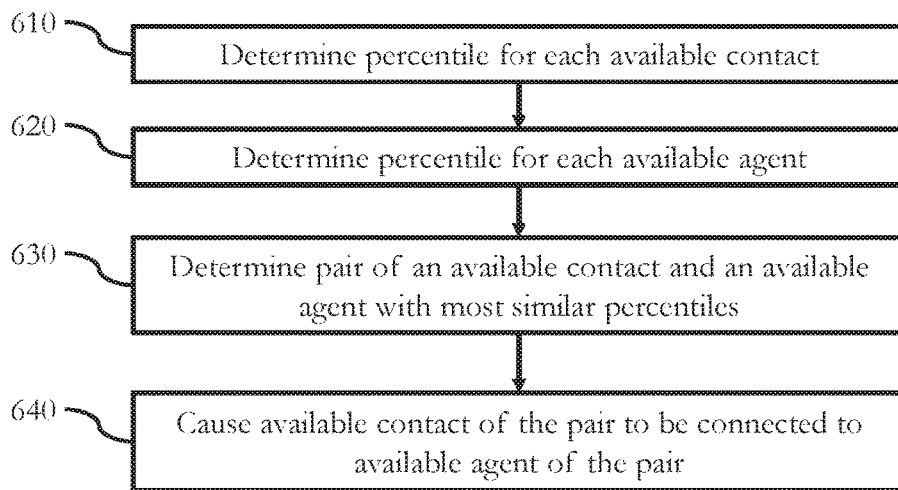 610
Determine percentile for each available contact
620
Determine percentile for each available agent
630
Determine pair of an available contact and an available
agent with most similar percentiles
640
Cause available contact of the pair to be connected to
available agent of the pair